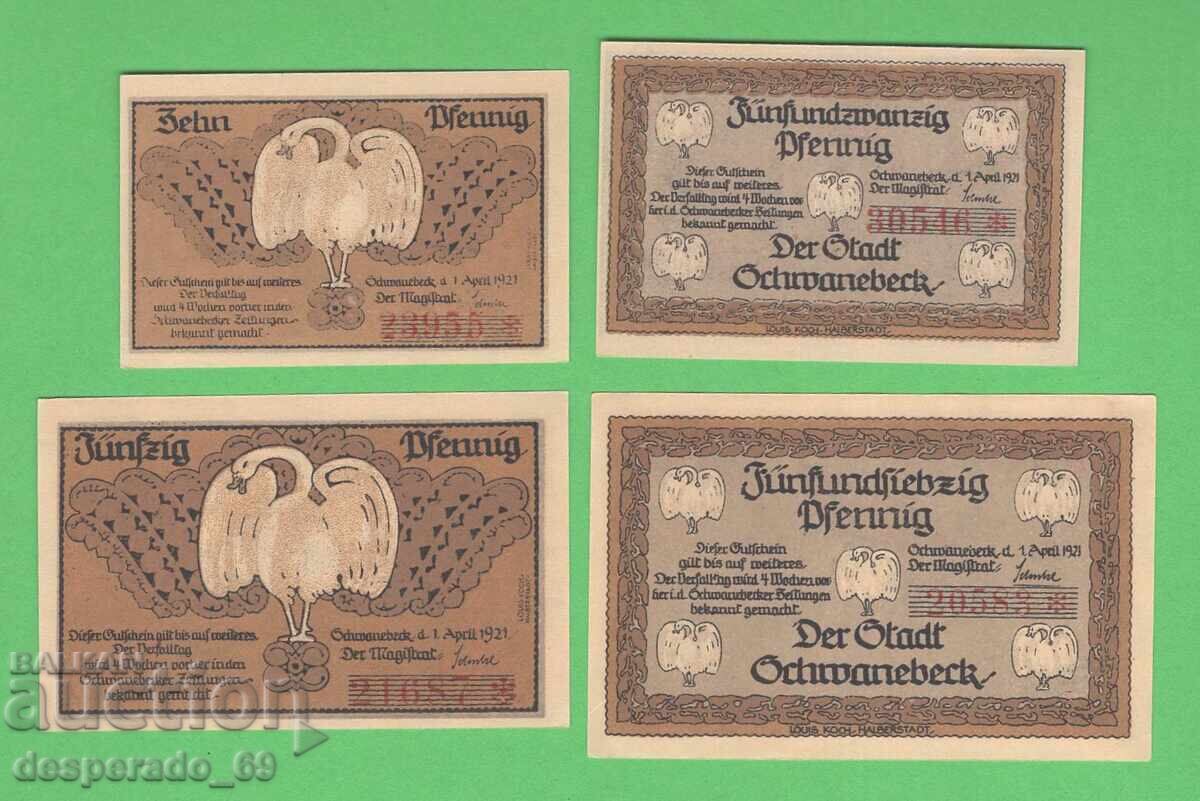 Zehn Pfennig
Dieser Gutschein gilt bis auf weiteres.
Der Verfalltag
wird 4 Wochen vorher in den
Schwanebecker Zeitungen
bekannt gemacht.
Schwanebeck, d. 1. April 1921
Der Magistrat
23955 *
Fünfundzwanzig
Pfennig
Dieser Gutschein
gilt bis auf weiteres.
Der Verfalltag wird 4 Wochen vor-
her i. d. Schwanebecker Zeitungen
bekannt gemacht.
Schwanebeck, d. 1. April 1921
Der Magistrat:
30546 *
Der Stadt
Schwanebeck
LOUIS KOCH, HALBERSTADT.
Fünfzig Pfennig
LOUIS KOCH
HALBERSTADT
Dieser Gutschein gilt bis auf weiteres.
Der Verfalltag
wird 4 Wochen vorher in den
Schwanebecker Zeitungen
bekannt gemacht.
Schwanebeck, d. 1. April 1921
Der Magistrat:
Fünfundsiebzig
Pfennig
Dieser Gutschein
gilt bis auf weiteres.
Der Verfalltag wird 4 Wochen vor-
her i. d. Schwanebecker Zeitungen
bekannt gemacht.
Schwanebeck, d. 1. April 1921
Der Magistrat:
20583 *
Der Stadt
Schwanebeck
LOUIS KOCH, HALBERSTADT.
BALKAN
auction
desperado_69